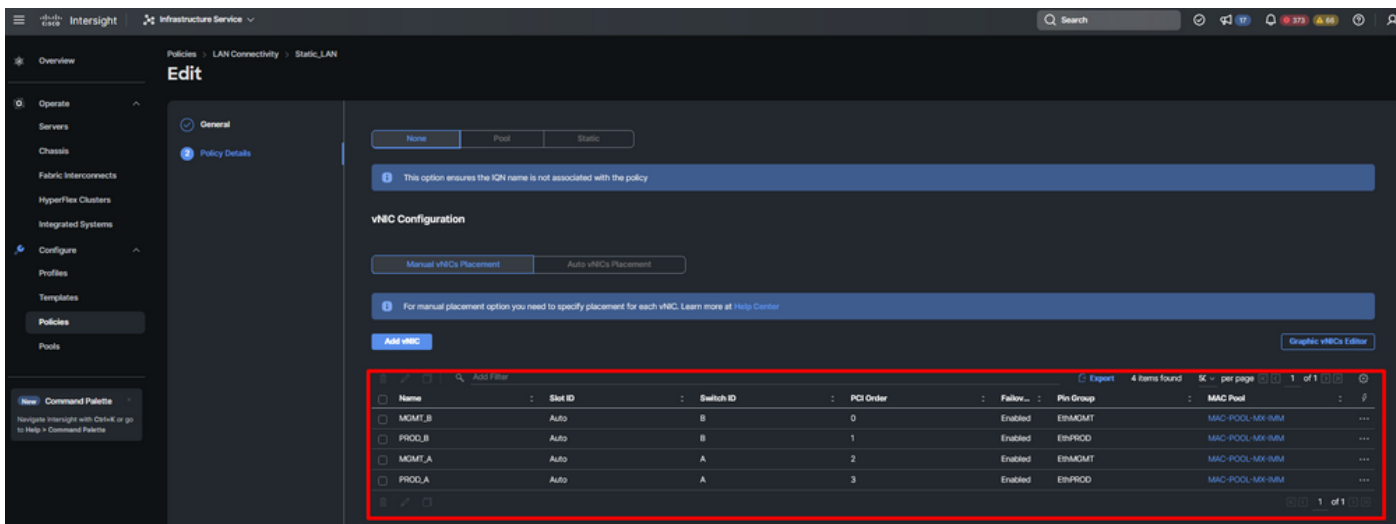 cisco Intersight
Infrastructure Service
Search
17
373
66
Overview
Operate
Servers
Chassis
Fabric Interconnects
HyperFlex Clusters
Integrated Systems
Configure
Profiles
Templates
Policies
Pools
New Command Palette
Navigate Intersight with Ctrl+K or go
to Help > Command Palette
Policies > LAN Connectivity > Static_LAN
Edit
General
2 Policy Details
None Pool Static
This option ensures the IQN name is not associated with the policy
vNIC Configuration
Manual vNICs Placement Auto vNICs Placement
For manual placement option you need to specify placement for each vNIC. Learn more at Help Center
Add vNIC Graphic vNICs Editor
Add Filter Export 4 items found per page 1 of 1
Name Slot ID Switch ID PCI Order Failov... Pin Group MAC Pool
MGMT_B Auto B 0 Enabled EthMGMT MAC-POOL-MX-IMM ...
PROD_B Auto B 1 Enabled EthPROD MAC-POOL-MX-IMM ...
MGMT_A Auto A 2 Enabled EthMGMT MAC-POOL-MX-IMM ...
PROD_A Auto A 3 Enabled EthPROD MAC-POOL-MX-IMM ...
1 of 1